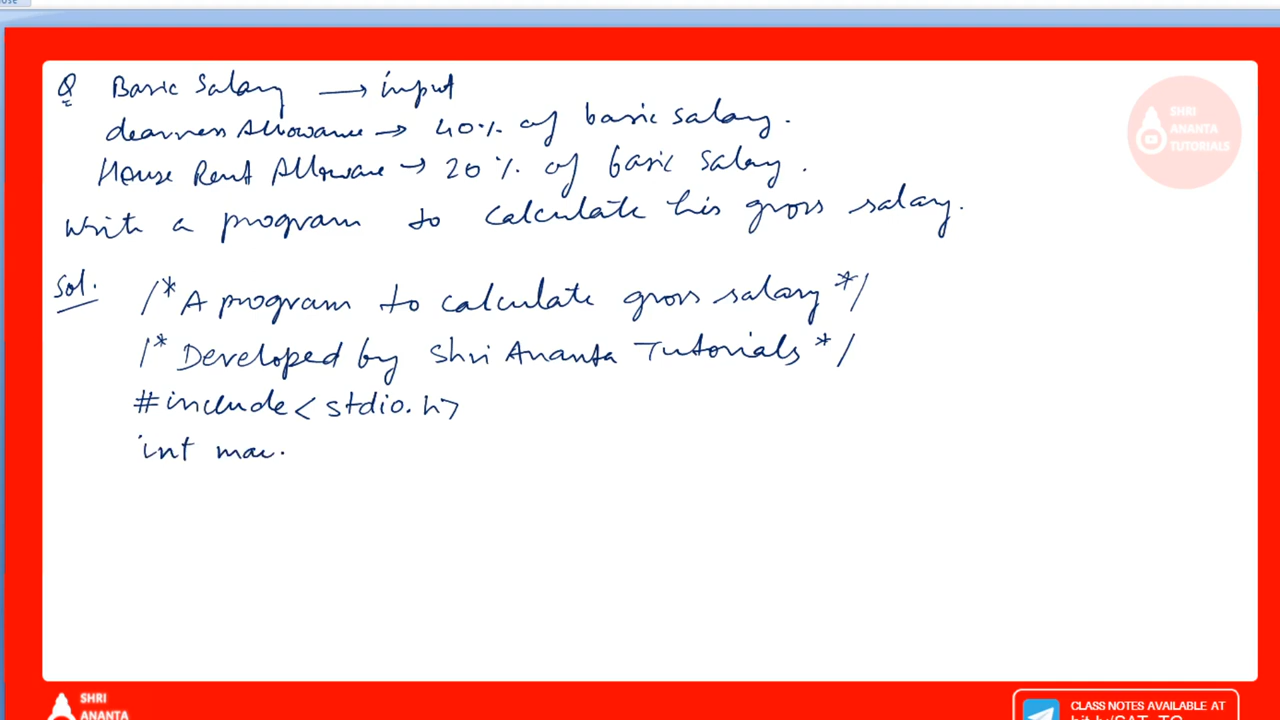 Q Basic Salary → input
dearness Allowance → 40% of basic salary.
House Rent Allowance → 20% of basic salary.
Write a program to calculate his gross salary.
Sol. /* A program to calculate gross salary */
/* Developed by Shri Ananta Tutorials */
#include < stdio.h>
int mai
SHRI
ANANTA
TUTORIALS
SHRI
ANANTA
CLASS NOTES AVAILABLE AT